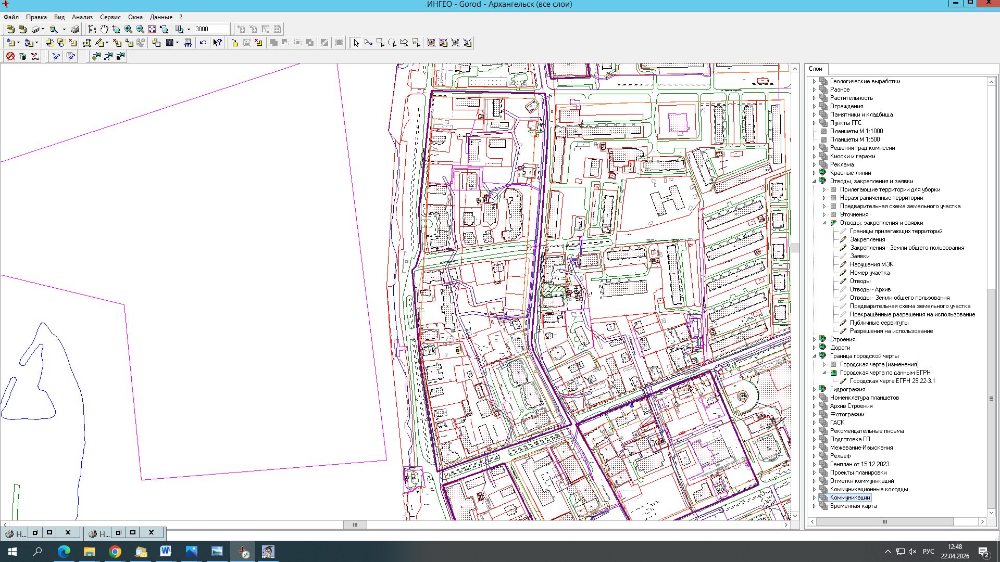 ИНГЕО - Gorod - Архангельск (все слои)
Файл Правка Вид Анализ Сервис Окна Данные ?
3000
Слои
Геологические выработки
Разное
Растительность
Ограждения
Памятники и кладбища
Пункты ГГС
Планшеты М 1:1000
Планшеты М 1:500
Решения град комиссии
Киоски и гаражи
Реклама
Красные линии
Отводы, закрепления и заявки
Прилегающие территории для уборки
Неразграниченные территории
Предварительная схема земельного участка
Уточнения
Отводы, закрепления и заявки
Границы прилегающих территорий
Закрепления
Закрепления - Земли общего пользования
Заявки
Нарушения МЗК
Номер участка
Отводы
Отводы - Архив
Отводы - Земли общего пользования
Предварительная схема земельного участка
Прекращённые разрешения на использование
Публичные сервитуты
Разрешения на использование
Строения
Дороги
Граница городской черты
Городская черта (изменения)
Городская черта по данным ЕГРН
Городская черта ЕГРН 29:22-3.1
Гидрография
Номенклатура планшетов
Архив Строения
Фотографии
ГАСК
Рекомендательные письма
Подготовка ГП
Межевание-Изыскания
Рельеф
Генплан от 15.12.2023
Проекты планировки
Отметки коммуникаций
Коммуникационные колодцы
Коммуникации
Временная карта
Н... Н...
РУС
12:48
22.04.2026
2